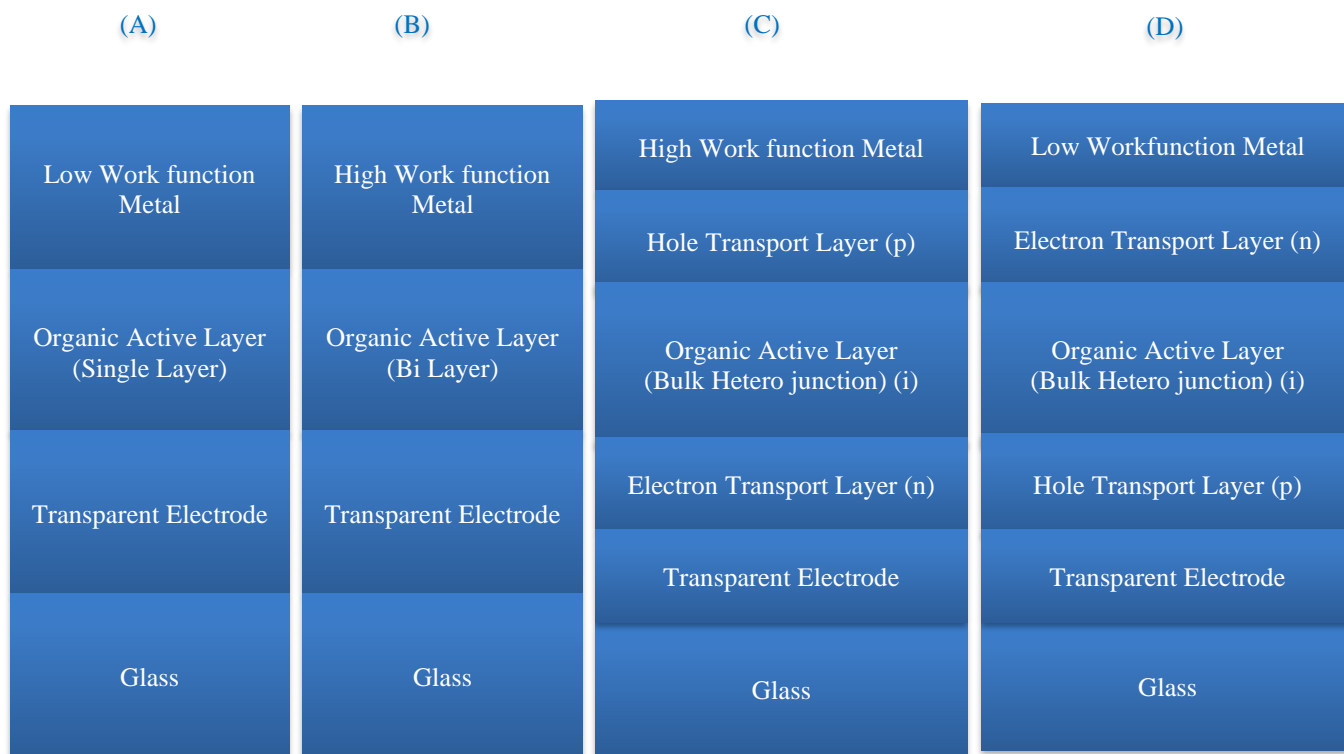 (A)
(B)
(C)
(D)
Low Work function
Metal
Organic Active Layer
(Single Layer)
Transparent Electrode
Glass
High Work function
Metal
Organic Active Layer
(Bi Layer)
Transparent Electrode
Glass
High Work function Metal
Hole Transport Layer (p)
Organic Active Layer
(Bulk Hetero junction) (i)
Electron Transport Layer (n)
Transparent Electrode
Glass
Low Workfunction Metal
Electron Transport Layer (n)
Organic Active Layer
(Bulk Hetero junction) (i)
Hole Transport Layer (p)
Transparent Electrode
Glass